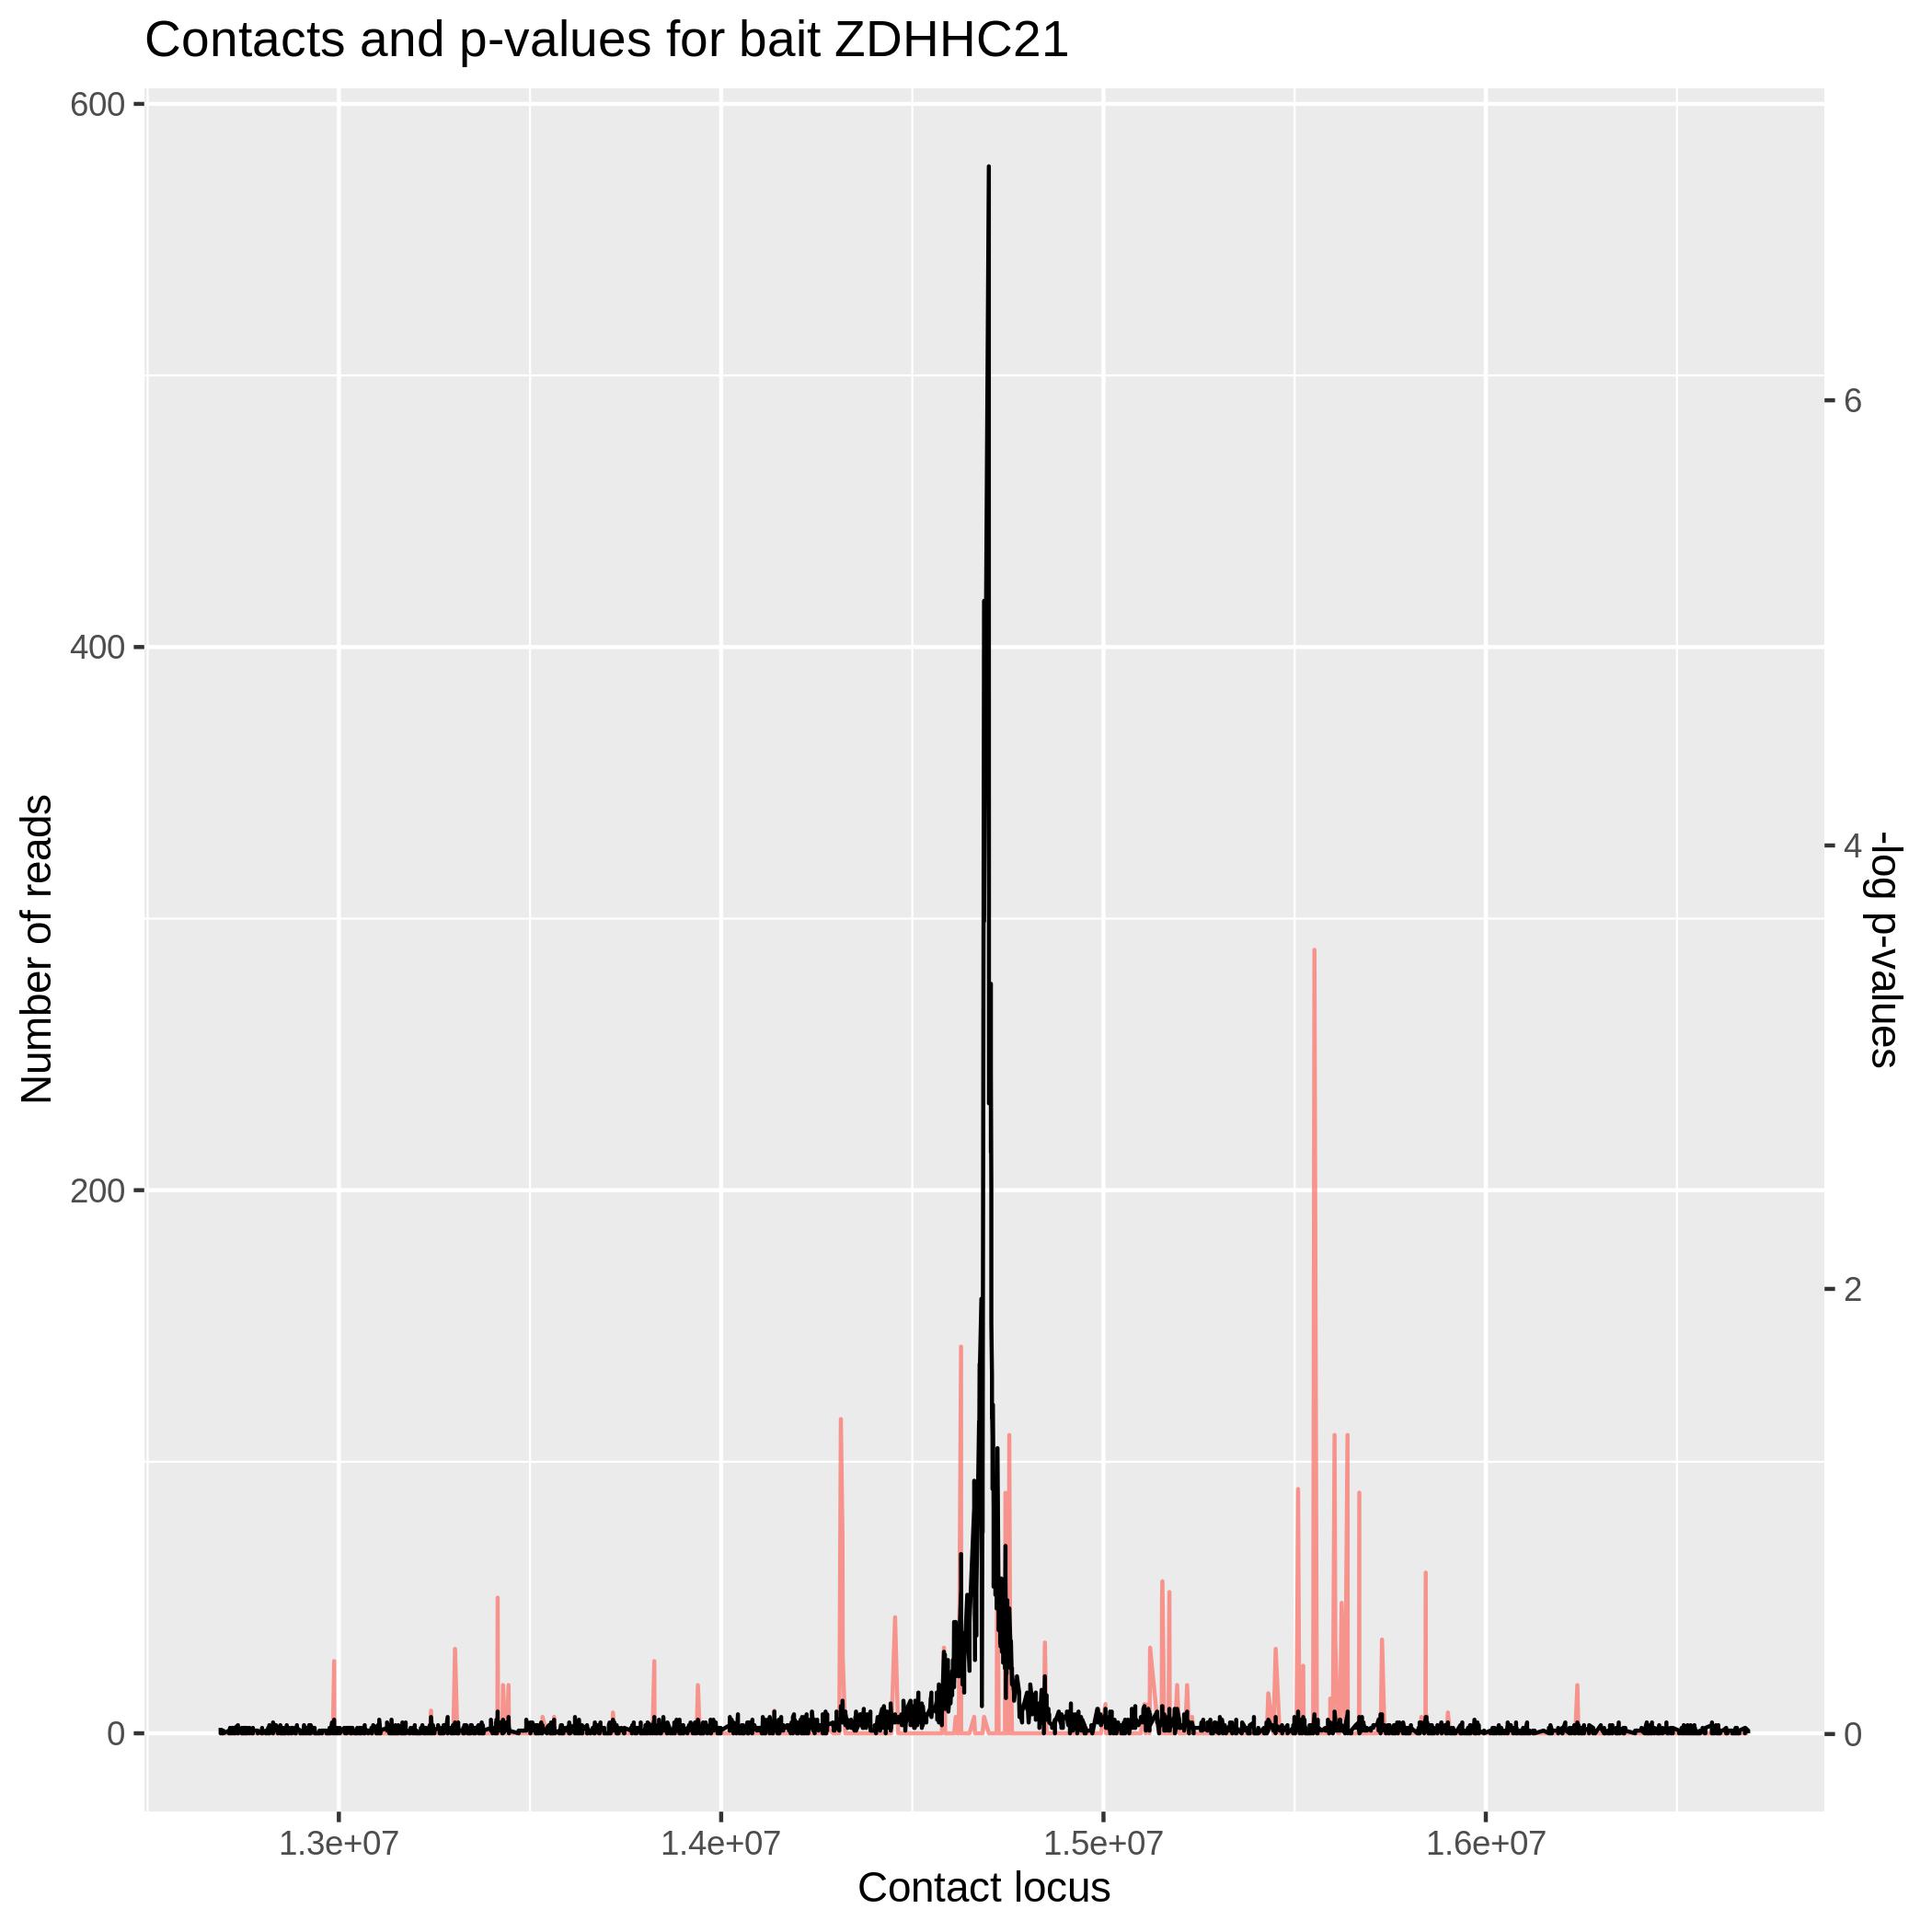 Contacts and p-values for bait ZDHHC21
600
400
200
0
Number of reads
6
4
2
0
-log p-values
1.3e+07
1.4e+07
1.5e+07
1.6e+07
Contact locus